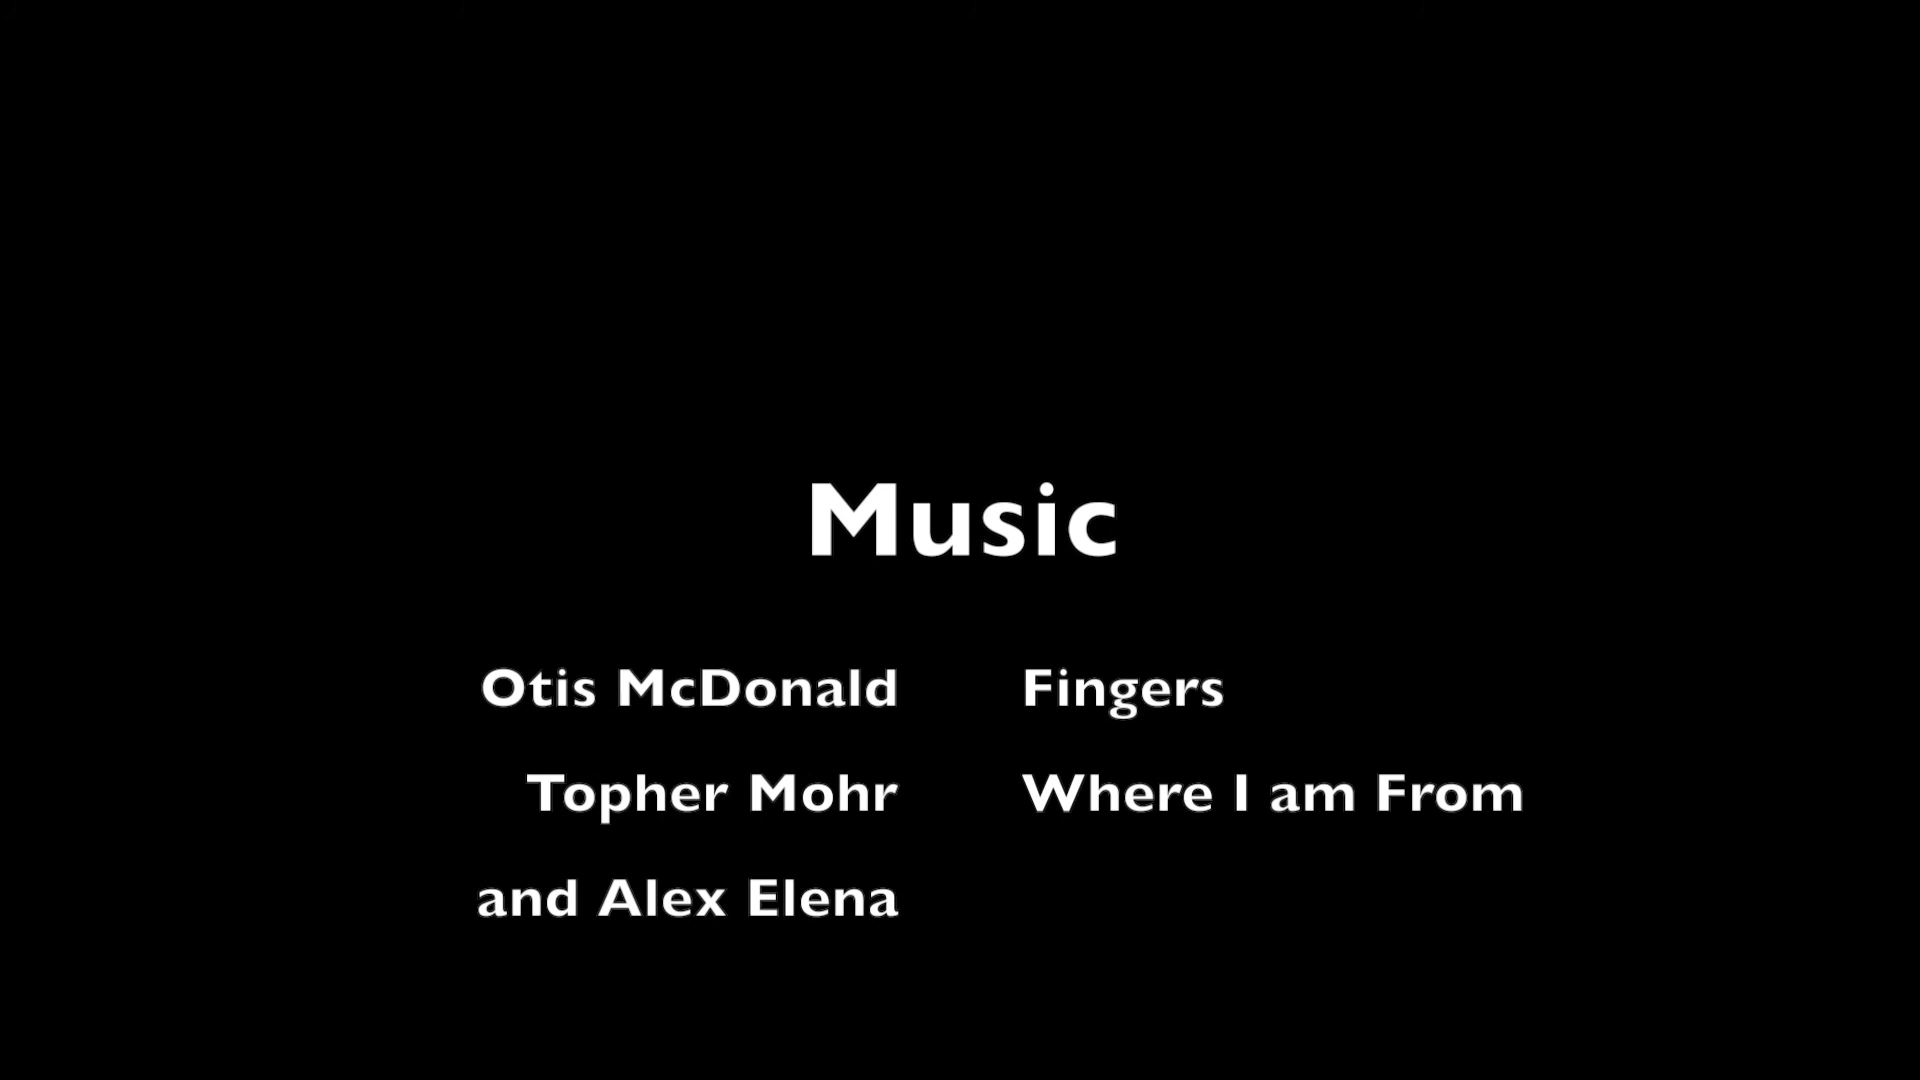 Music
Otis McDonald Fingers
Topher Mohr Where I am From
and Alex Elena